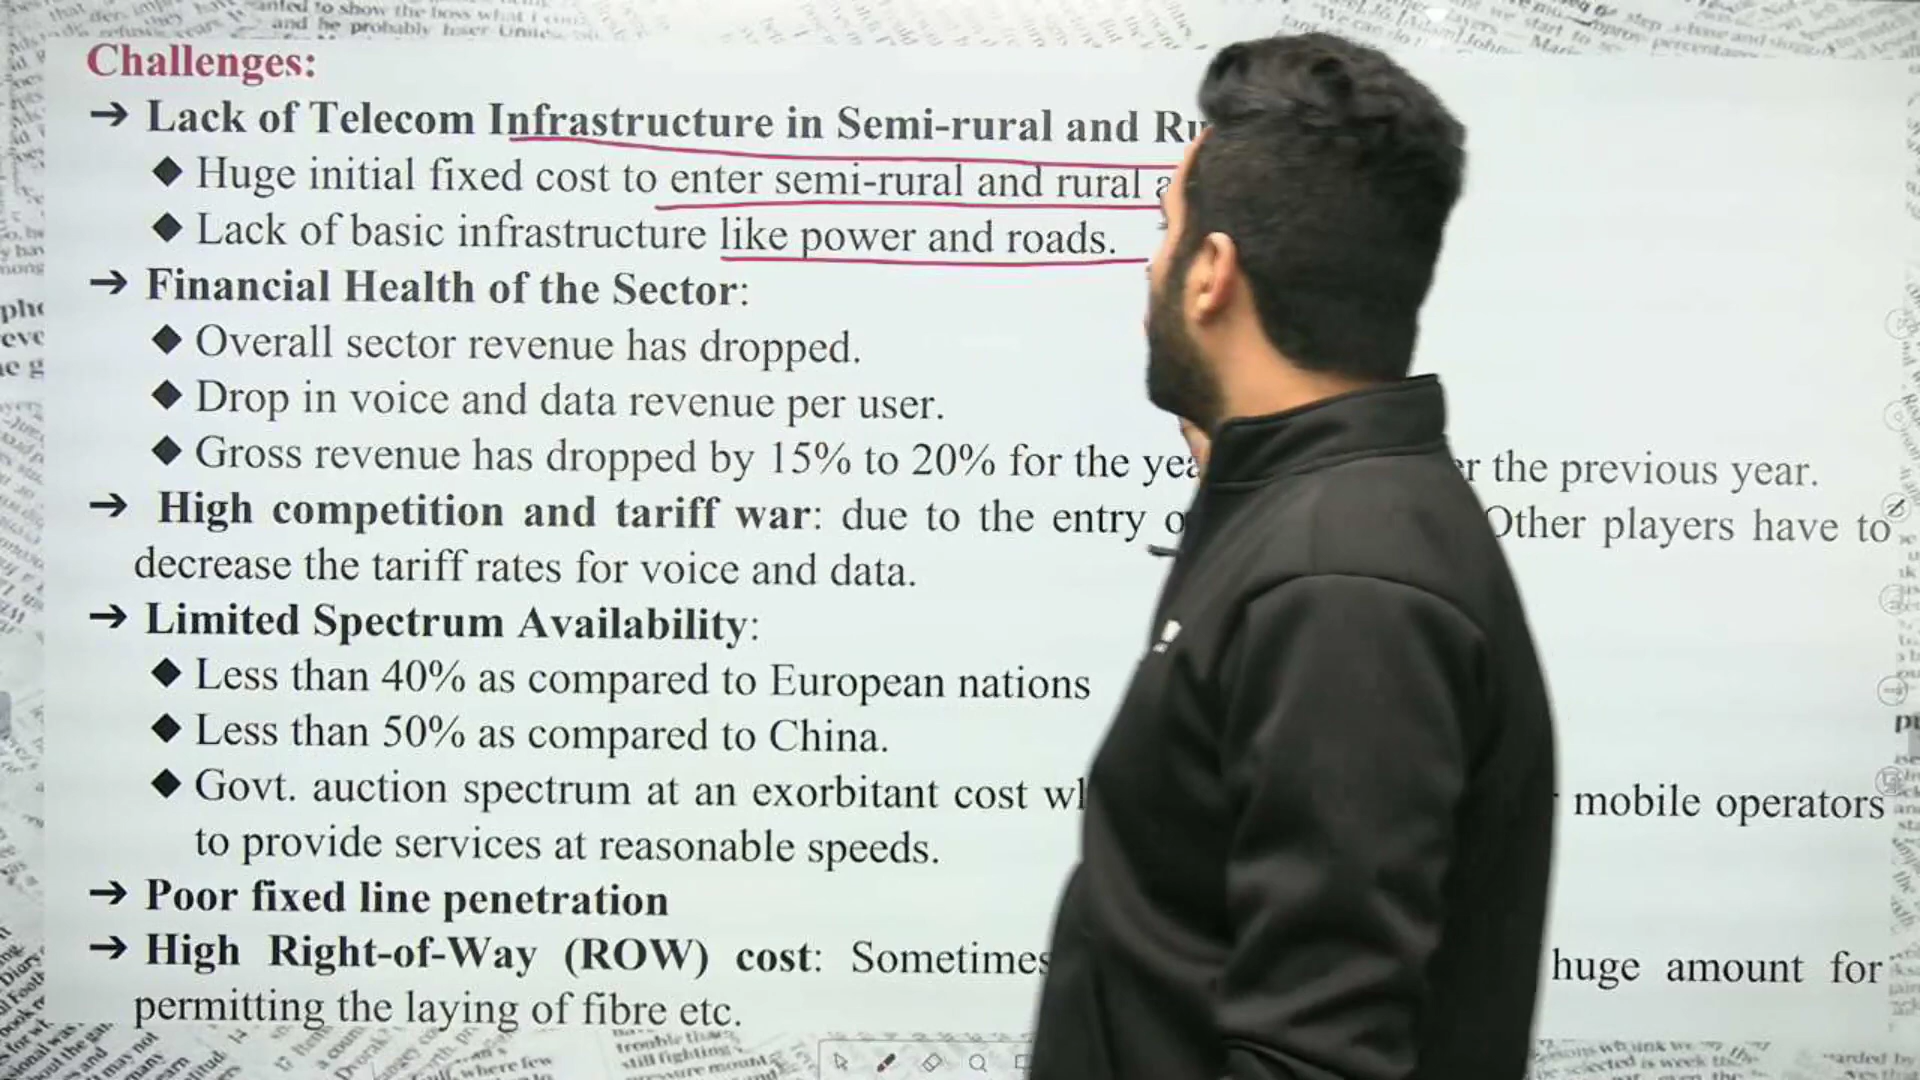 Challenges:
➔ Lack of Telecom Infrastructure in Semi-rural and
◆ Huge initial fixed cost to enter semi-rural and rural
◆ Lack of basic infrastructure like power and roads.
➔ Financial Health of the Sector:
◆ Overall sector revenue has dropped.
◆ Drop in voice and data revenue per user.
◆ Gross revenue has dropped by 15% to 20% for the the previous year.
➔ High competition and tariff war: due to the entry Other players have to
decrease the tariff rates for voice and data.
➔ Limited Spectrum Availability:
◆ Less than 40% as compared to European nations
◆ Less than 50% as compared to China.
◆ Govt. auction spectrum at an exorbitant cost mobile operators
to provide services at reasonable speeds.
➔ Poor fixed line penetration
➔ High Right-of-Way (ROW) cost: Sometimes huge amount for
permitting the laying of fibre etc.